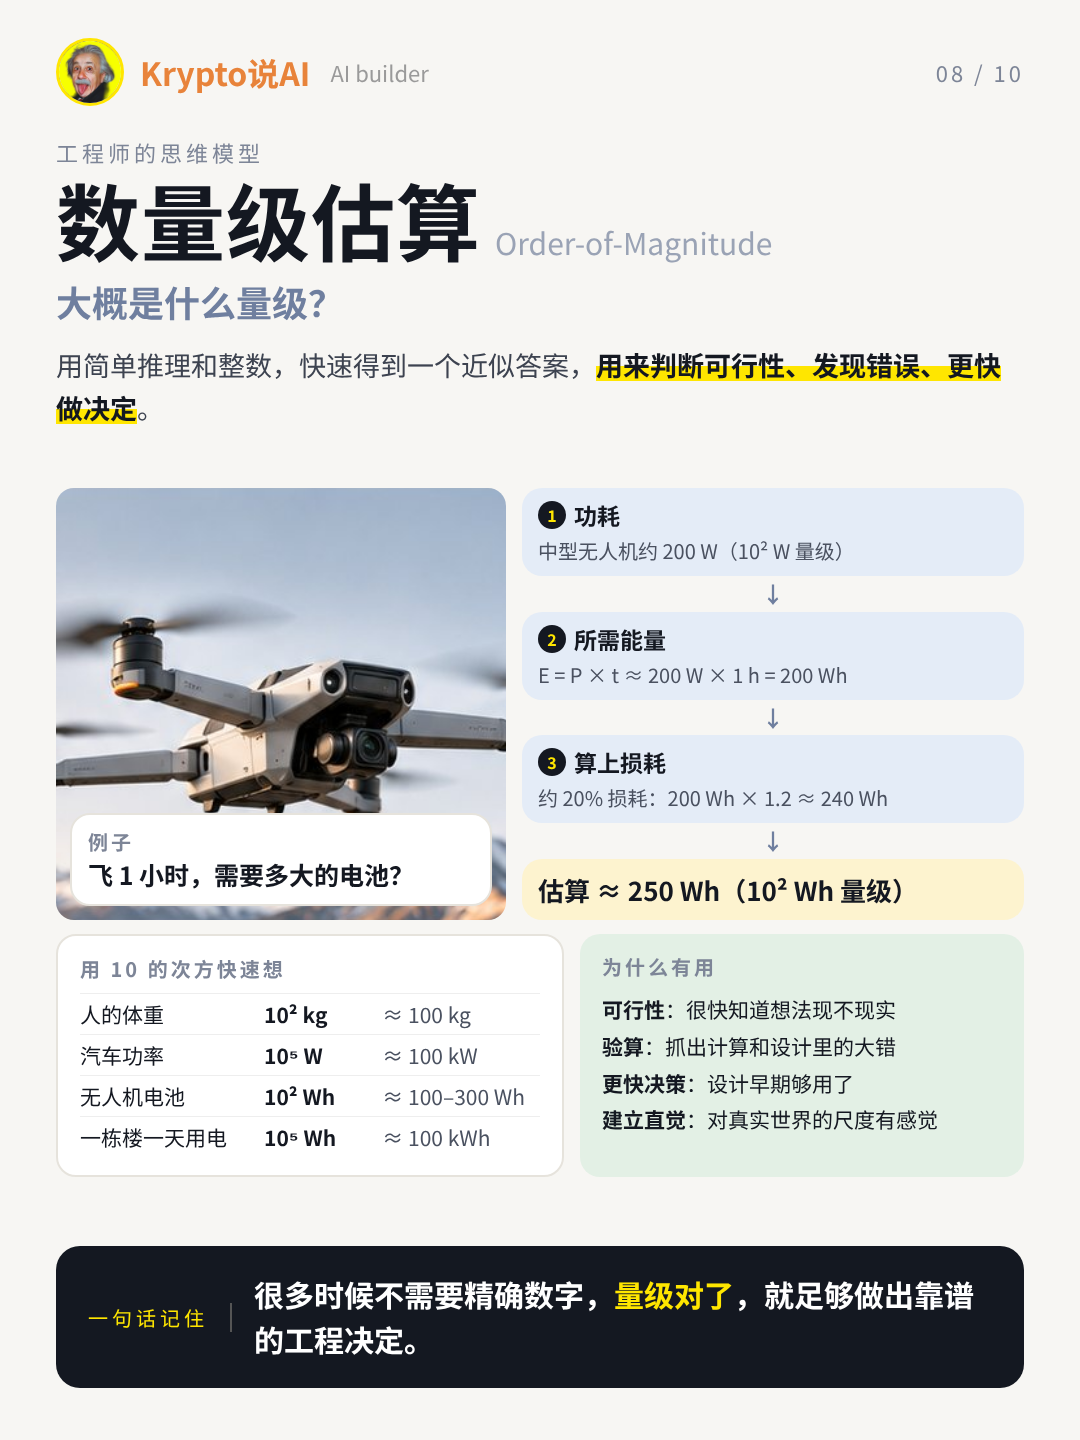 Krypto说AI AI builder 08 / 10
工程师的思维模型
数量级估算 Order-of-Magnitude
大概是什么量级？
用简单推理和整数，快速得到一个近似答案，用来判断可行性、发现错误、更快
做决定。
例子
飞 1 小时，需要多大的电池？
1 功耗
中型无人机约 200 W（10² W 量级）
↓
2 所需能量
E = P × t ≈ 200 W × 1 h = 200 Wh
↓
3 算上损耗
约 20% 损耗：200 Wh × 1.2 ≈ 240 Wh
↓
估算 ≈ 250 Wh（10² Wh 量级）
用 10 的次方快速想
人的体重 10² kg ≈ 100 kg
汽车功率 10⁵ W ≈ 100 kW
无人机电池 10² Wh ≈ 100–300 Wh
一栋楼一天用电 10⁵ Wh ≈ 100 kWh
为什么有用
可行性：很快知道想法现不现实
验算：抓出计算和设计里的大错
更快决策：设计早期够用了
建立直觉：对真实世界的尺度有感觉
一句话记住
很多时候不需要精确数字，量级对了，就足够做出靠谱
的工程决定。